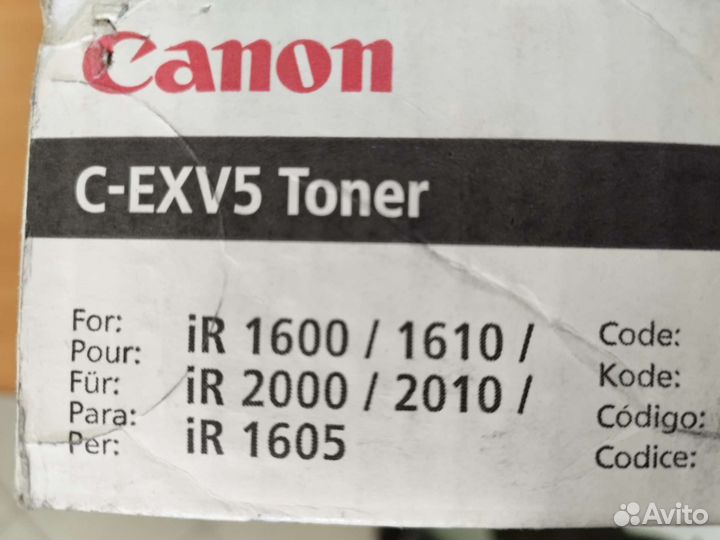 Canon
C-EXV5 Toner
For:
Pour:
Für:
Para:
Per:
iR 1600 / 1610 /
iR 2000 / 2010 /
iR 1605
Code:
Kode:
Código:
Codice:
Avito